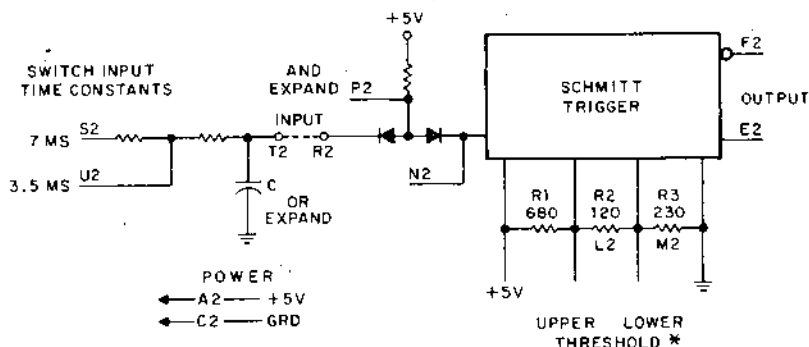 +5V
SWITCH INPUT
TIME CONSTANTS
AND
EXPAND
P2
SCHMITT
TRIGGER
F2
OUTPUT
E2
7 MS
S2
INPUT
T2
R2
3.5 MS
U2
C
OR
EXPAND
N2
R1
680
R2
120
L2
R3
230
M2
POWER
A2
+5V
C2
GRD
+5V
UPPER LOWER
THRESHOLD *